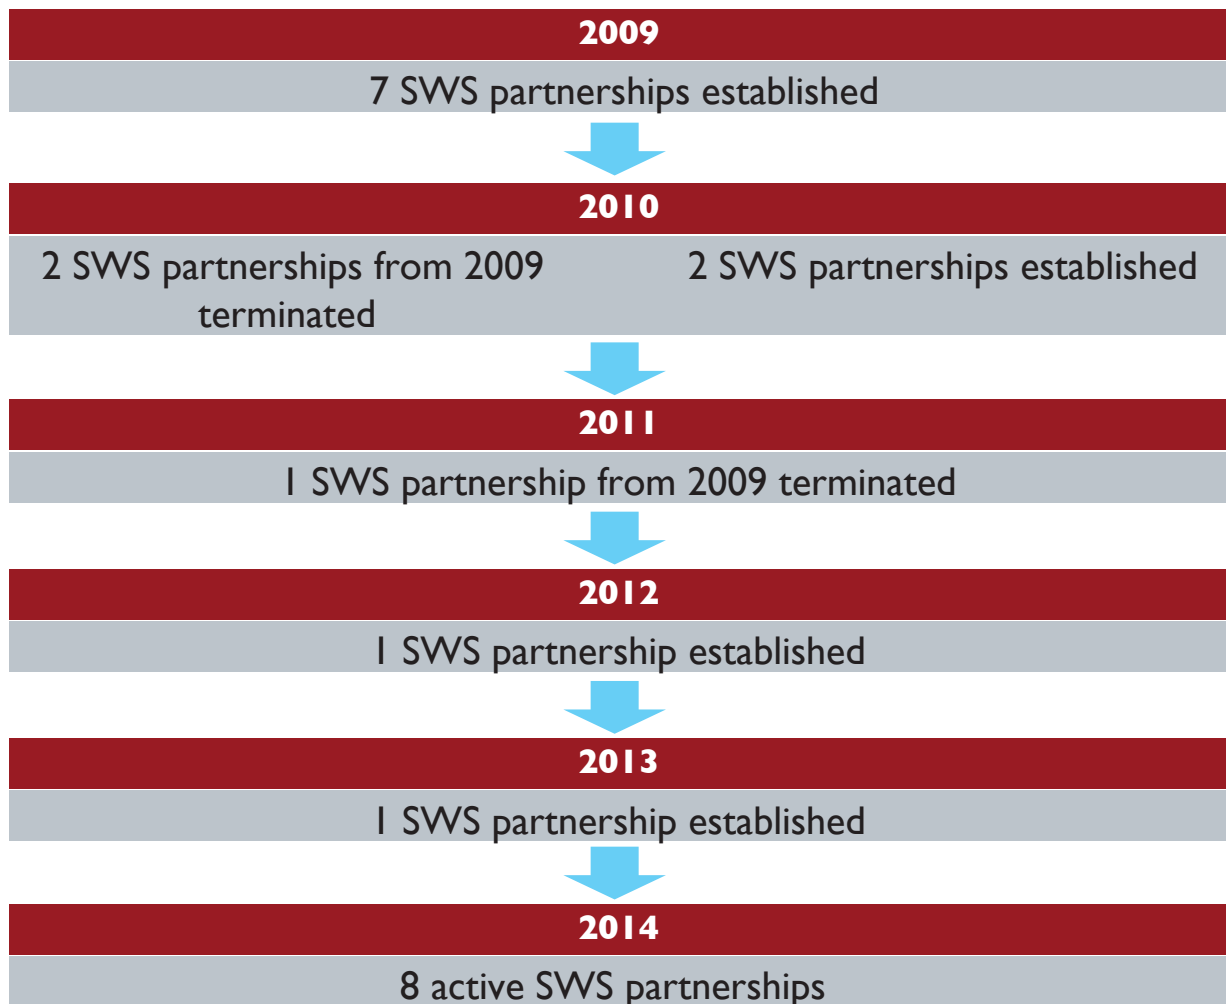 2009
7 SWS partnerships established
2010
2 SWS partnerships from 2009
terminated
2 SWS partnerships established
2011
1 SWS partnership from 2009 terminated
2012
1 SWS partnership established
2013
1 SWS partnership established
2014
8 active SWS partnerships